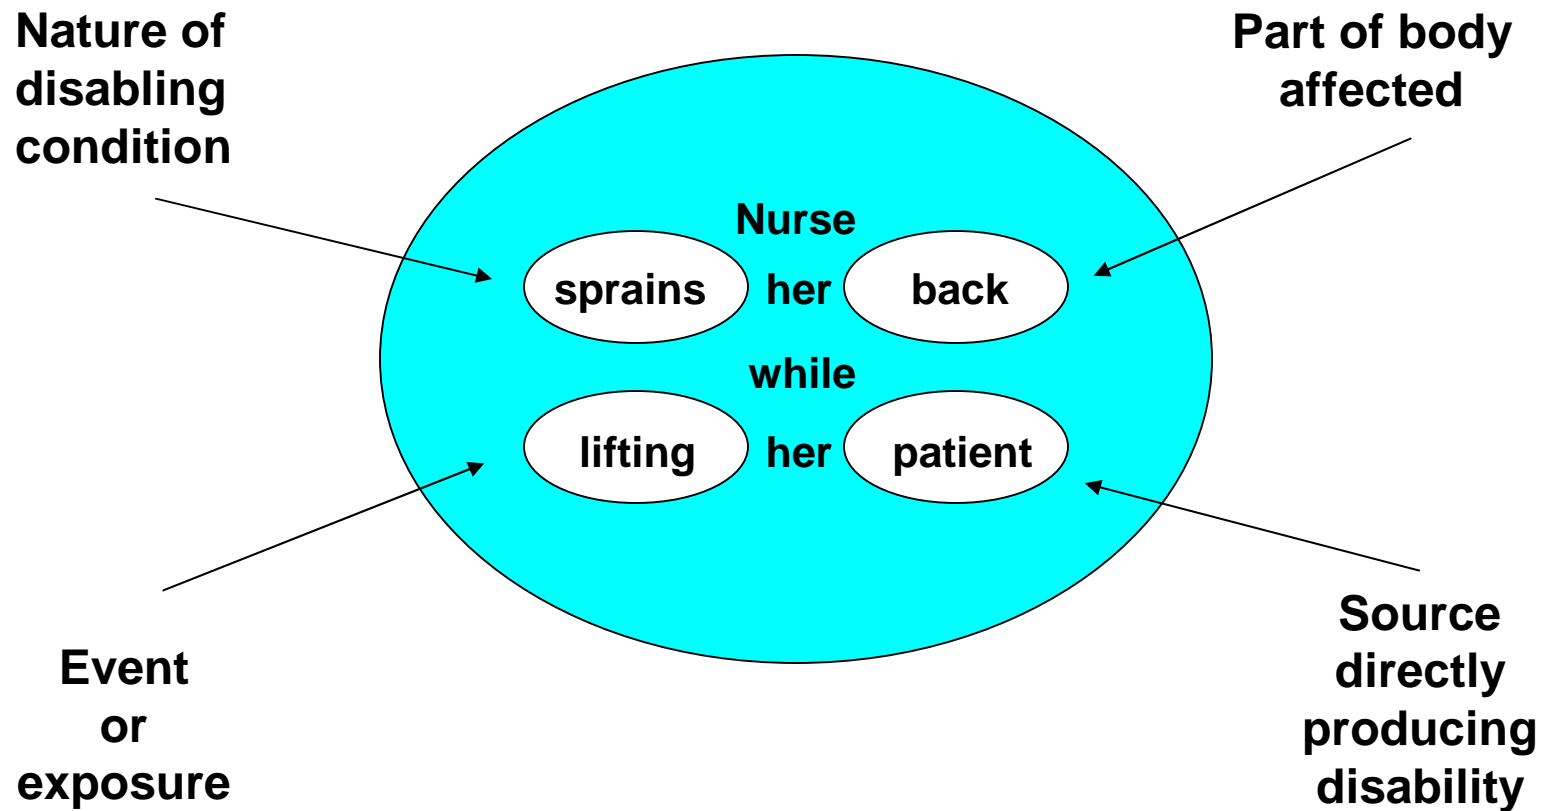 Nature of
disabling
condition
Part of body
affected
Nurse
sprains her back
while
lifting her patient
Event
or
exposure
Source
directly
producing
disability